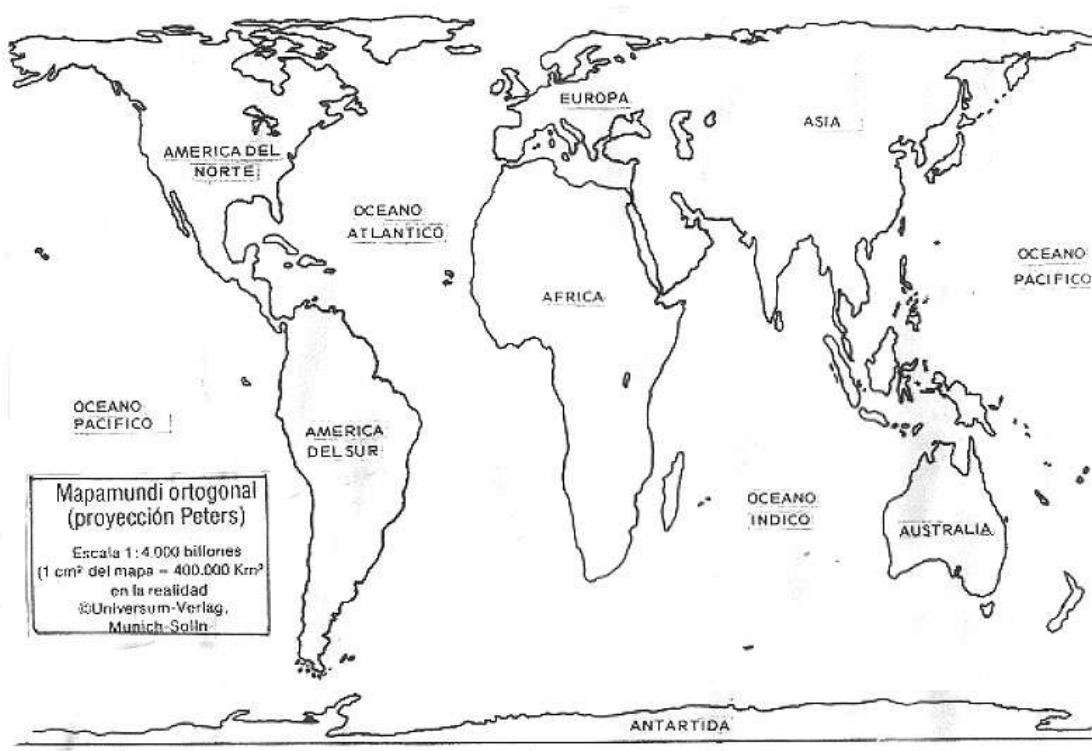 EUROPA
ASIA
AMERICA DEL
NORTE
OCEANO
ATLANTICO
OCEANO
PACIFICO
AFRICA
OCEANO
PACIFICO
AMERICA
DEL SUR
OCEANO
INDICO
AUSTRALIA
Mapamundi ortogonal
(proyección Peters)
Escala 1:4.000 billones
(1 cm² del mapa = 400.000 Km²
en la realidad
©Universum-Verlag,
Munich-Solln
ANTARTIDA